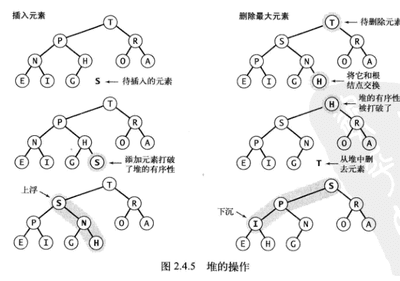 插入元素
T
P R
N H O A
E I G S ← 待插入的元素
T
P R
N H O A
E I G S 添加元素打破
了堆的有序性
上浮
T
S R
P N O A
E I G H
删除最大元素
T 待删除元素
S R
P N O A
E I G H 将它和根
结点交换
H 堆的有序性
被打破了
S R
P N O A
E I G T 从堆中删
去元素
下沉
S
P R
I N O A
E H G
图 2.4.5 堆的操作